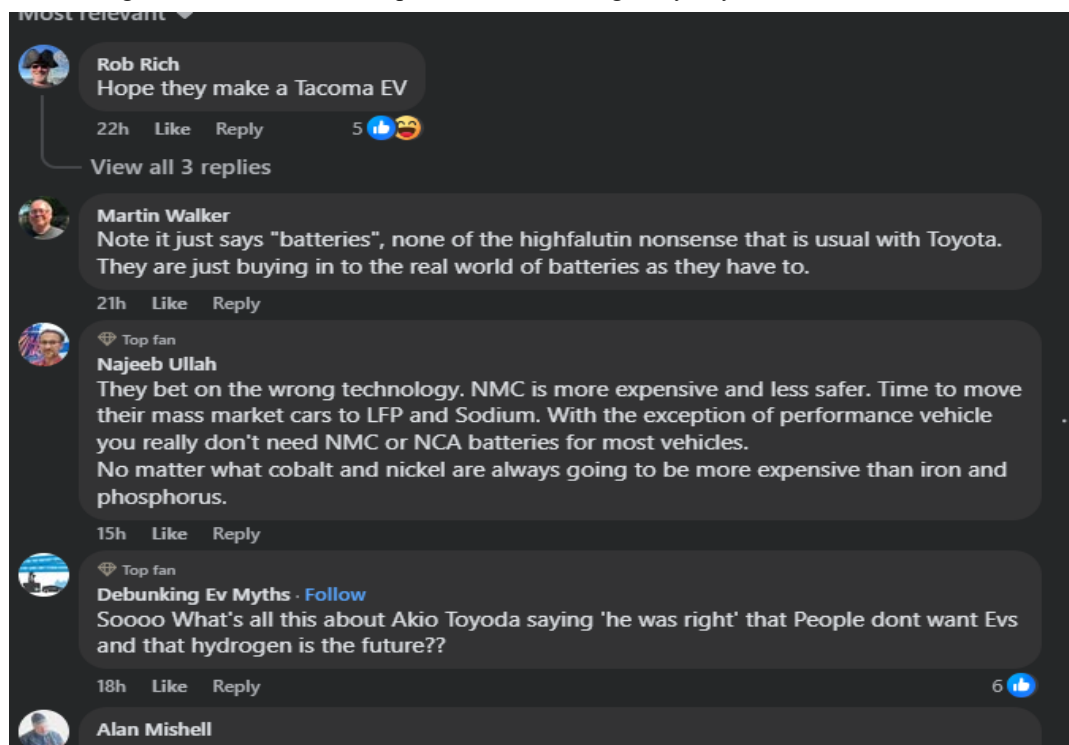 Most relevant
Rob Rich
Hope they make a Tacoma EV
22h Like Reply 5
View all 3 replies
Martin Walker
Note it just says "batteries", none of the highfalutin nonsense that is usual with Toyota.
They are just buying in to the real world of batteries as they have to.
21h Like Reply
Top fan
Najeeb Ullah
They bet on the wrong technology. NMC is more expensive and less safer. Time to move
their mass market cars to LFP and Sodium. With the exception of performance vehicle
you really don't need NMC or NCA batteries for most vehicles.
No matter what cobalt and nickel are always going to be more expensive than iron and
phosphorus.
15h Like Reply
Top fan
Debunking Ev Myths · Follow
Soooo What's all this about Akio Toyoda saying 'he was right' that People dont want Evs
and that hydrogen is the future??
18h Like Reply 6
Alan Mishell